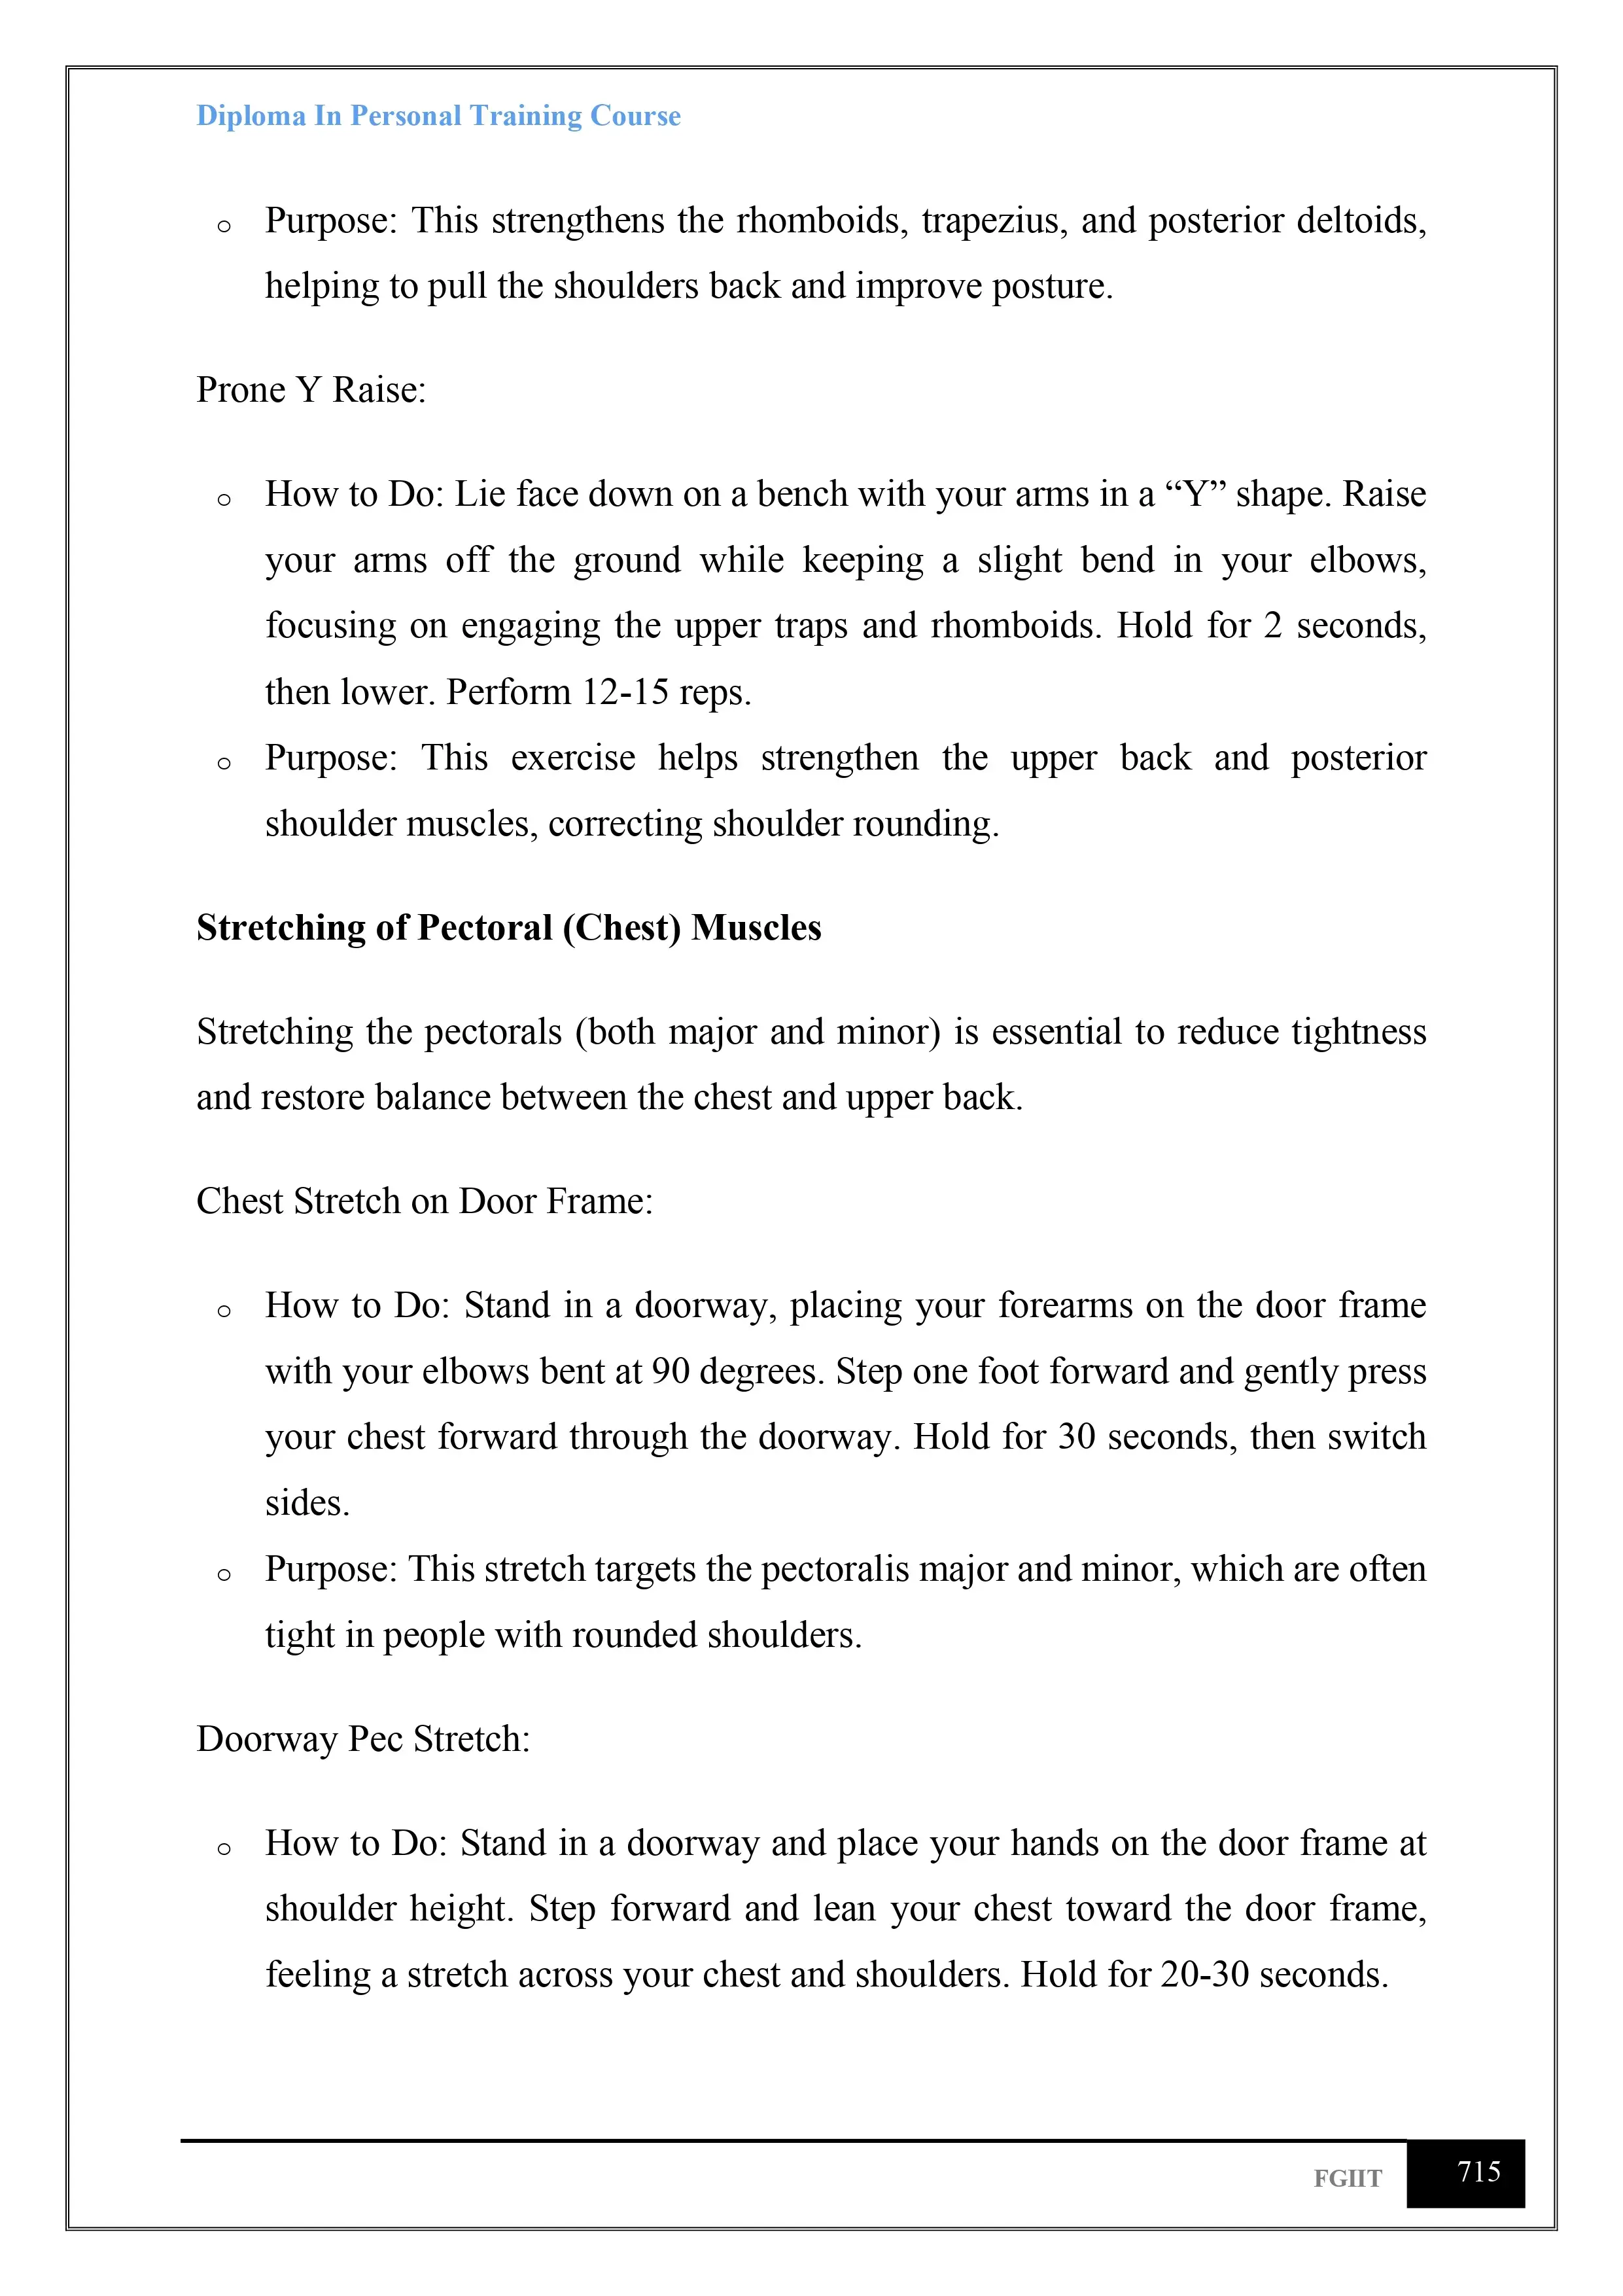 Diploma In Personal Training Course
o Purpose: This strengthens the rhomboids, trapezius, and posterior deltoids,
helping to pull the shoulders back and improve posture.
Prone Y Raise:
o How to Do: Lie face down on a bench with your arms in a “Y” shape. Raise
your arms off the ground while keeping a slight bend in your elbows,
focusing on engaging the upper traps and rhomboids. Hold for 2 seconds,
then lower. Perform 12-15 reps.
o Purpose: This exercise helps strengthen the upper back and posterior
shoulder muscles, correcting shoulder rounding.
Stretching of Pectoral (Chest) Muscles
Stretching the pectorals (both major and minor) is essential to reduce tightness
and restore balance between the chest and upper back.
Chest Stretch on Door Frame:
o How to Do: Stand in a doorway, placing your forearms on the door frame
with your elbows bent at 90 degrees. Step one foot forward and gently press
your chest forward through the doorway. Hold for 30 seconds, then switch
sides.
o Purpose: This stretch targets the pectoralis major and minor, which are often
tight in people with rounded shoulders.
Doorway Pec Stretch:
o How to Do: Stand in a doorway and place your hands on the door frame at
shoulder height. Step forward and lean your chest toward the door frame,
feeling a stretch across your chest and shoulders. Hold for 20-30 seconds.
FGIIT 715